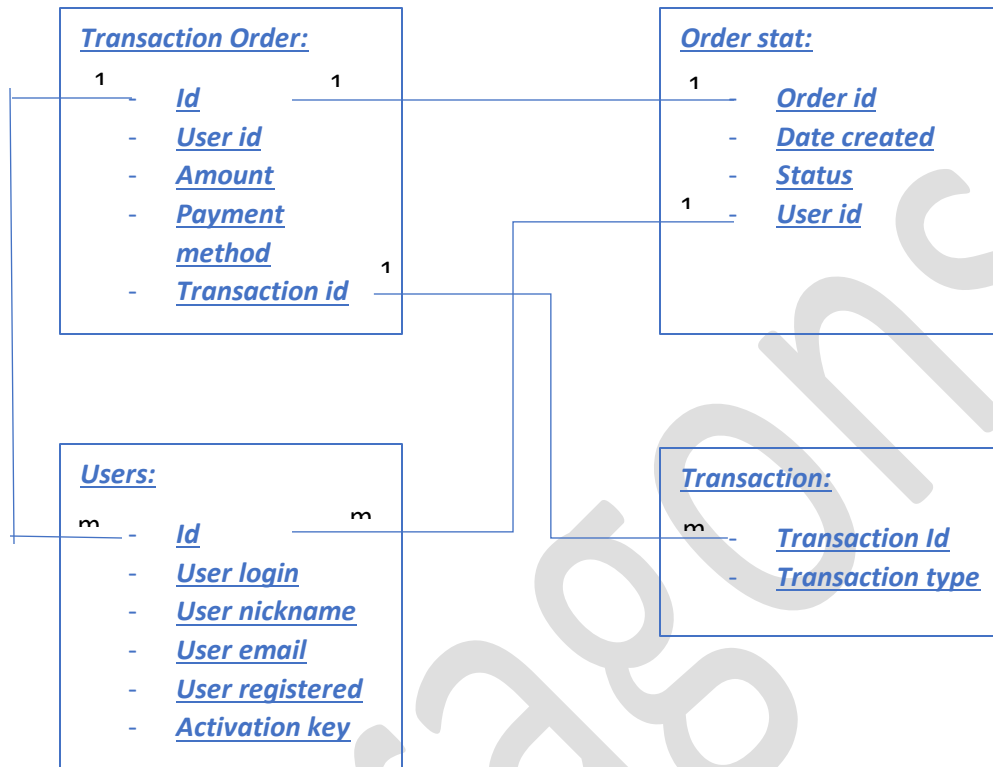 Transaction Order:
1
1
- Id
- User id
- Amount
- Payment
method
1
- Transaction id
Order stat:
1
- Order id
- Date created
- Status
1
- User id
Users:
m
m
- Id
- User login
- User nickname
- User email
- User registered
- Activation key
Transaction:
m
- Transaction Id
- Transaction type
ragons